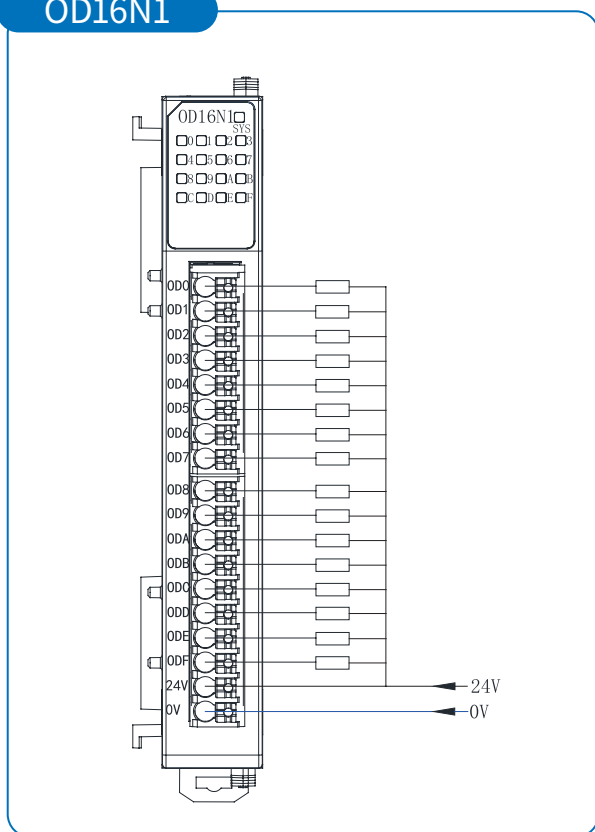 OD16N1
OD16N1
SYS
0 1 2 3
4 5 6 7
8 9 A B
C D E F
OD0
OD1
OD2
OD3
OD4
OD5
OD6
OD7
OD8
OD9
ODA
ODB
ODC
ODD
ODE
ODF
24V 24V
0V 0V